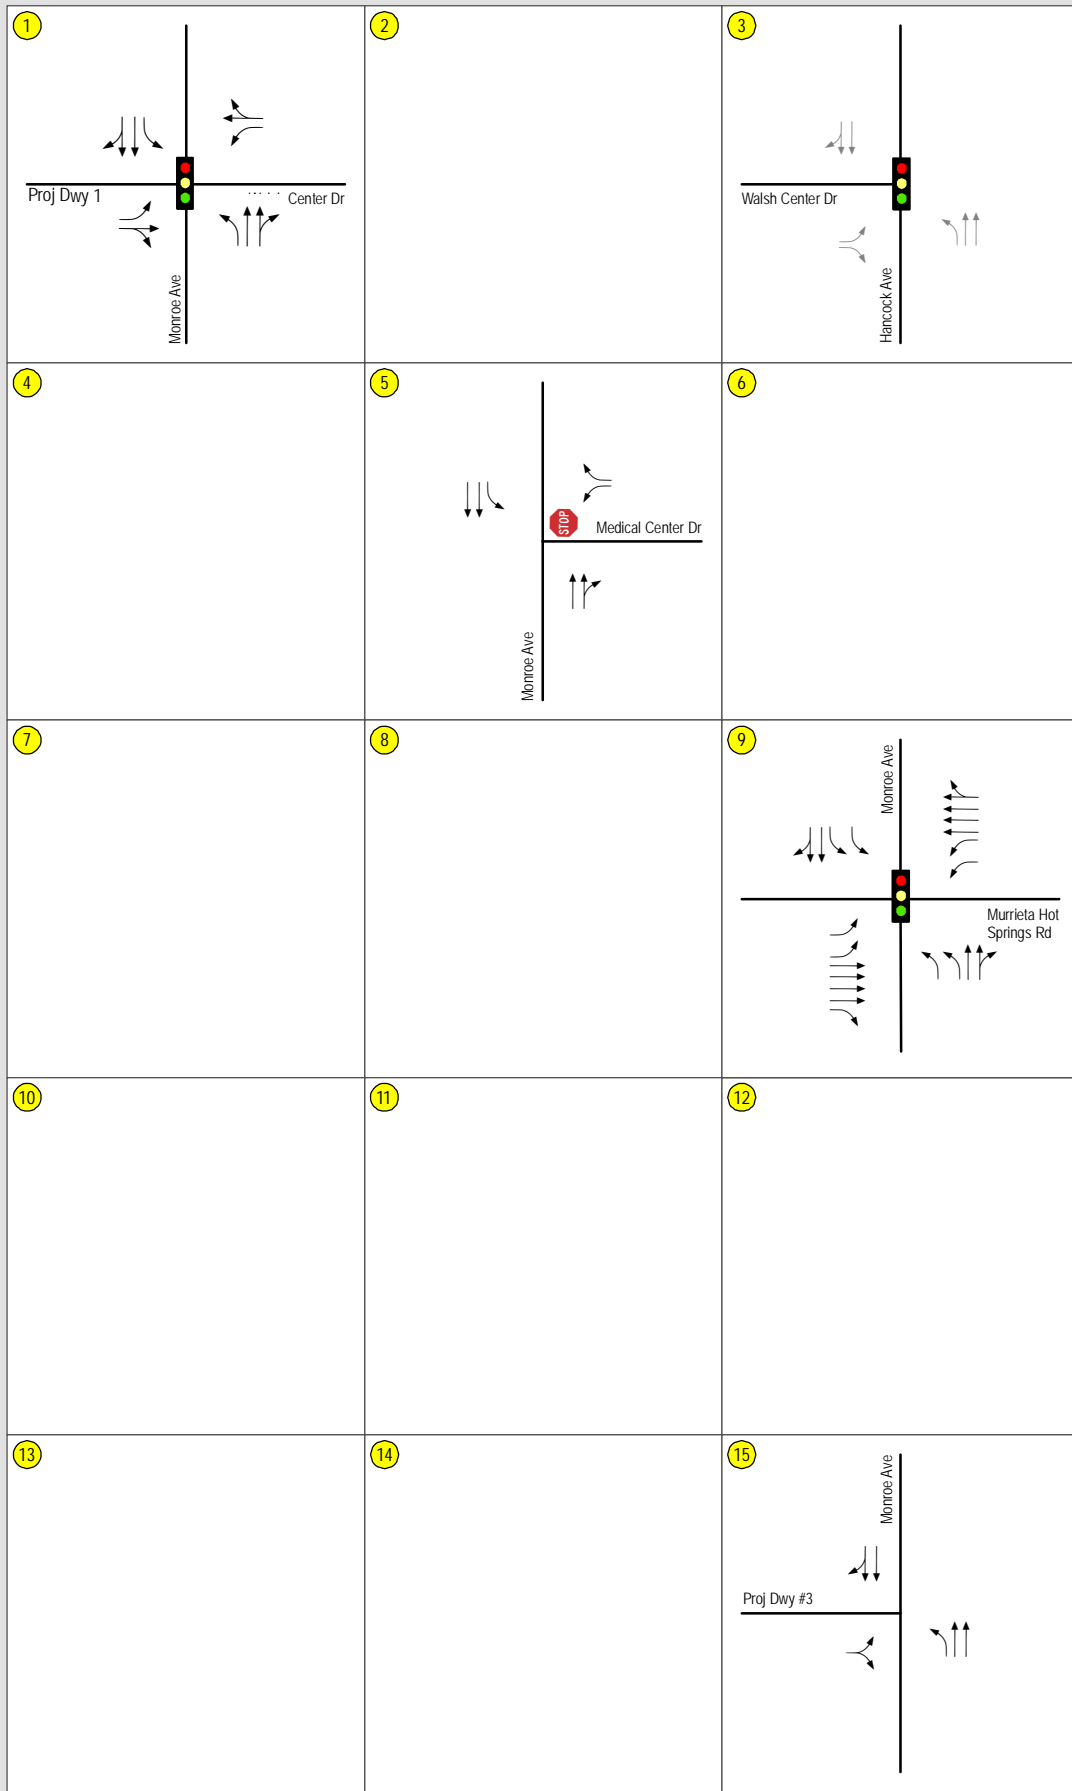 1
2
3
Proj Dwy 1
Center Dr
Monroe Ave
Walsh Center Dr
Hancock Ave
4
5
6
STOP
Medical Center Dr
Monroe Ave
7
8
9
Monroe Ave
Murrieta Hot
Springs Rd
10
11
12
13
14
15
Monroe Ave
Proj Dwy #3